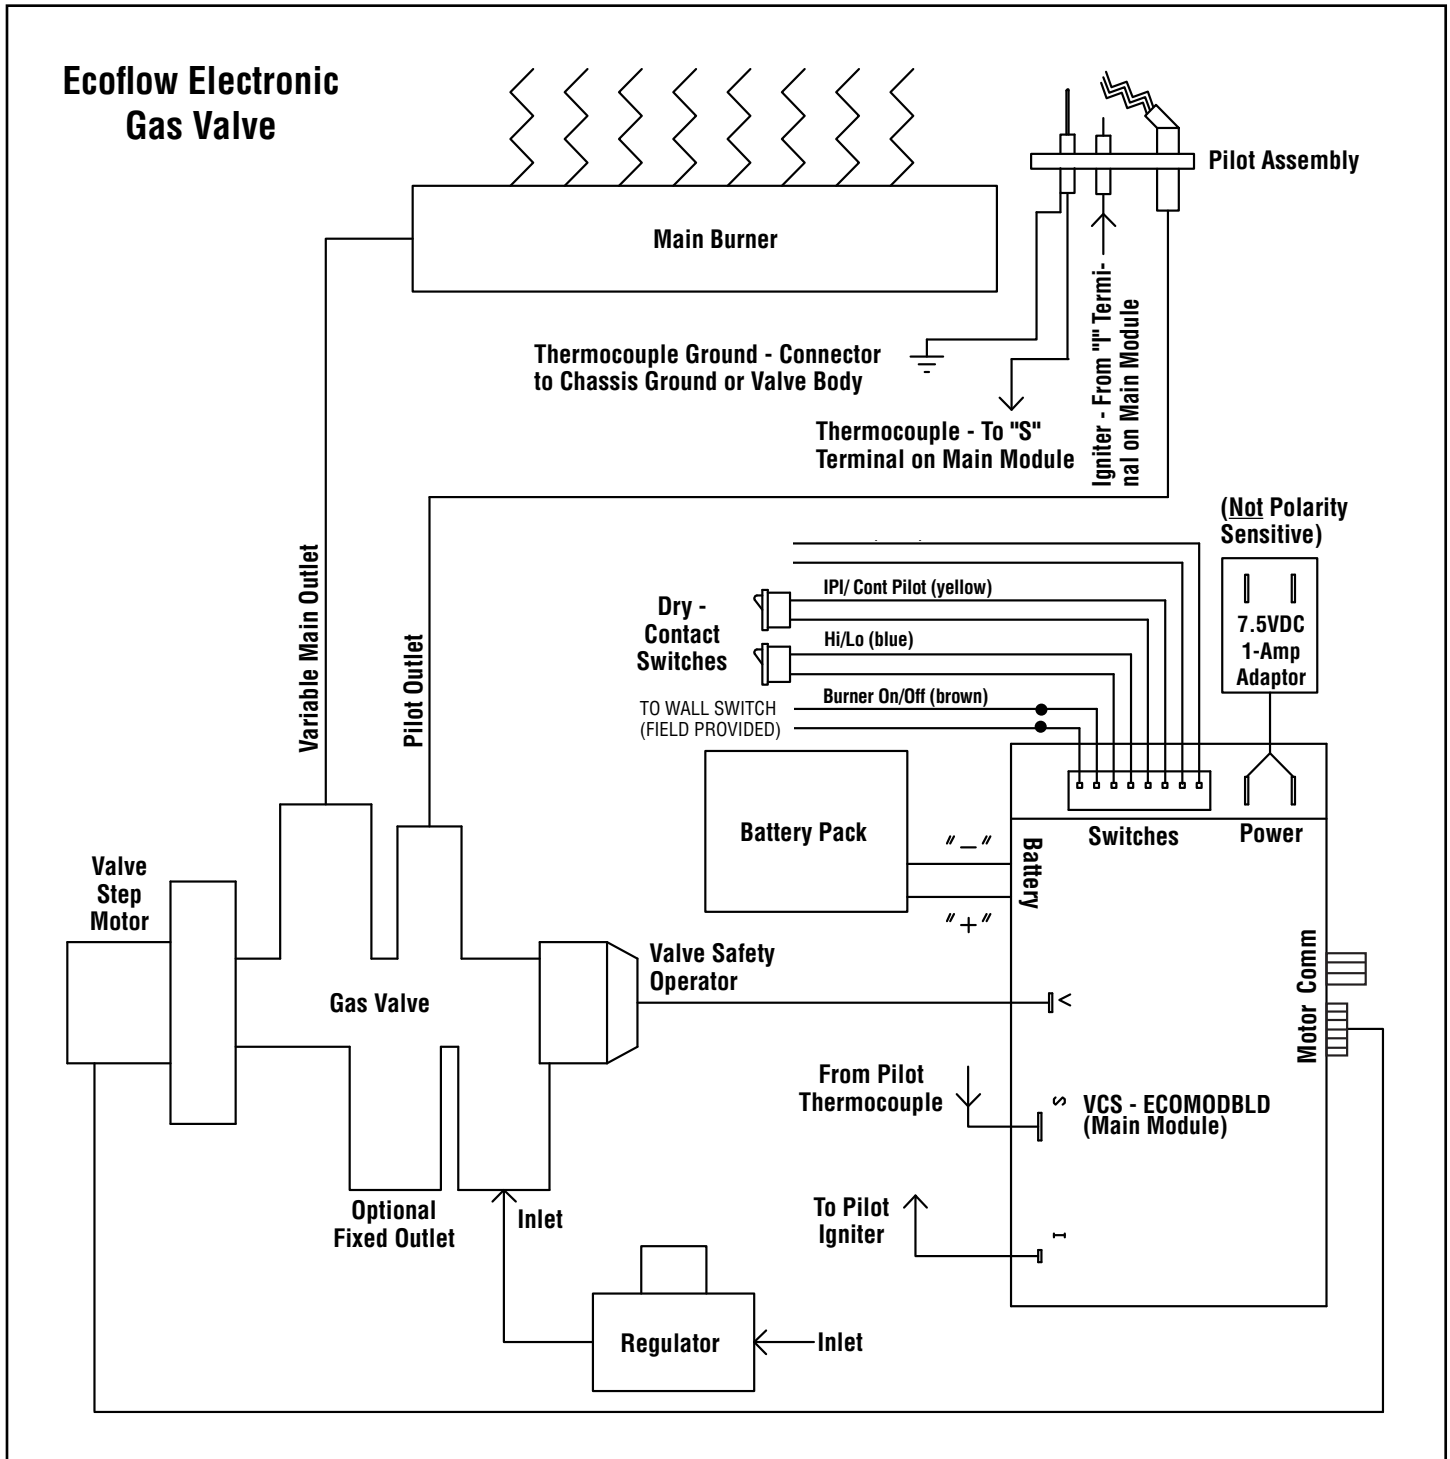 Ecoflow Electronic
Gas Valve
Main Burner
Pilot Assembly
Thermocouple Ground - Connector
to Chassis Ground or Valve Body
Thermocouple - To "S"
Terminal on Main Module
Igniter - From "I" Termi-
nal on Main Module
(Not Polarity
Sensitive)
7.5VDC
1-Amp
Adaptor
Variable Main Outlet
Pilot Outlet
Dry -
Contact
Switches
IPI/ Cont Pilot (yellow)
Hi/Lo (blue)
Burner On/Off (brown)
TO WALL SWITCH
(FIELD PROVIDED)
Battery Pack
"–"
"+"
Battery
Switches
Power
Valve
Step
Motor
Gas Valve
Valve Safety
Operator
V
Motor Comm
From Pilot
Thermocouple
S
VCS - ECOMODBLD
(Main Module)
To Pilot
Igniter
I
Optional
Fixed Outlet
Inlet
Regulator
Inlet